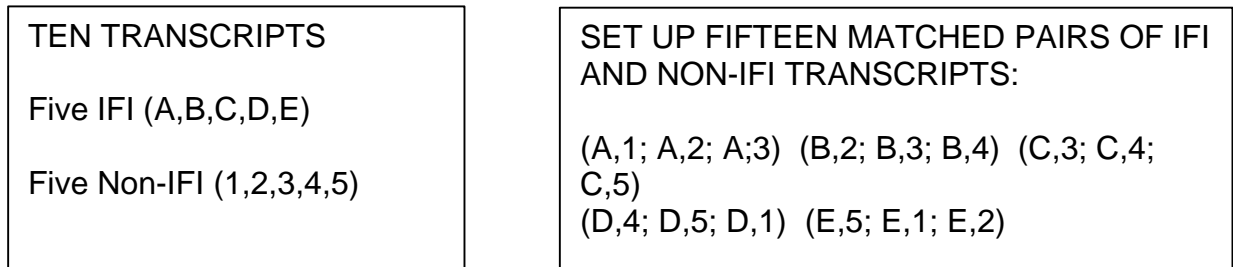 TEN TRANSCRIPTS
Five IFI (A,B,C,D,E)
Five Non-IFI (1,2,3,4,5)
SET UP FIFTEEN MATCHED PAIRS OF IFI
AND NON-IFI TRANSCRIPTS:
(A,1; A,2; A;3)  (B,2; B,3; B,4)  (C,3; C,4;
C,5)
(D,4; D,5; D,1)  (E,5; E,1; E,2)